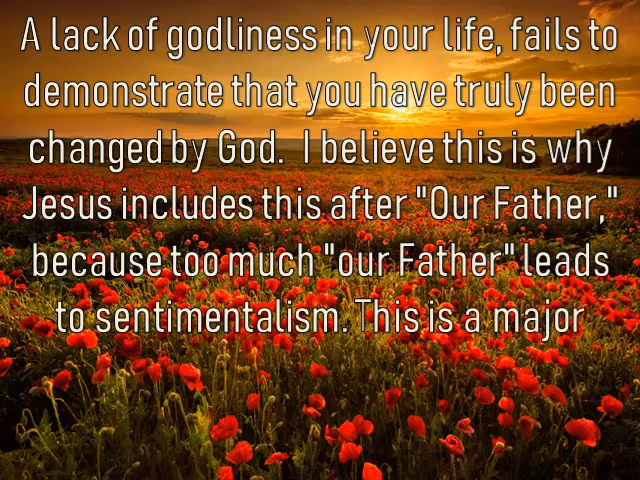 A lack of godliness in your life, fails to
demonstrate that you have truly been
changed by God.  I believe this is why
Jesus includes this after "Our Father,"
because too much "our Father" leads
to sentimentalism. This is a major